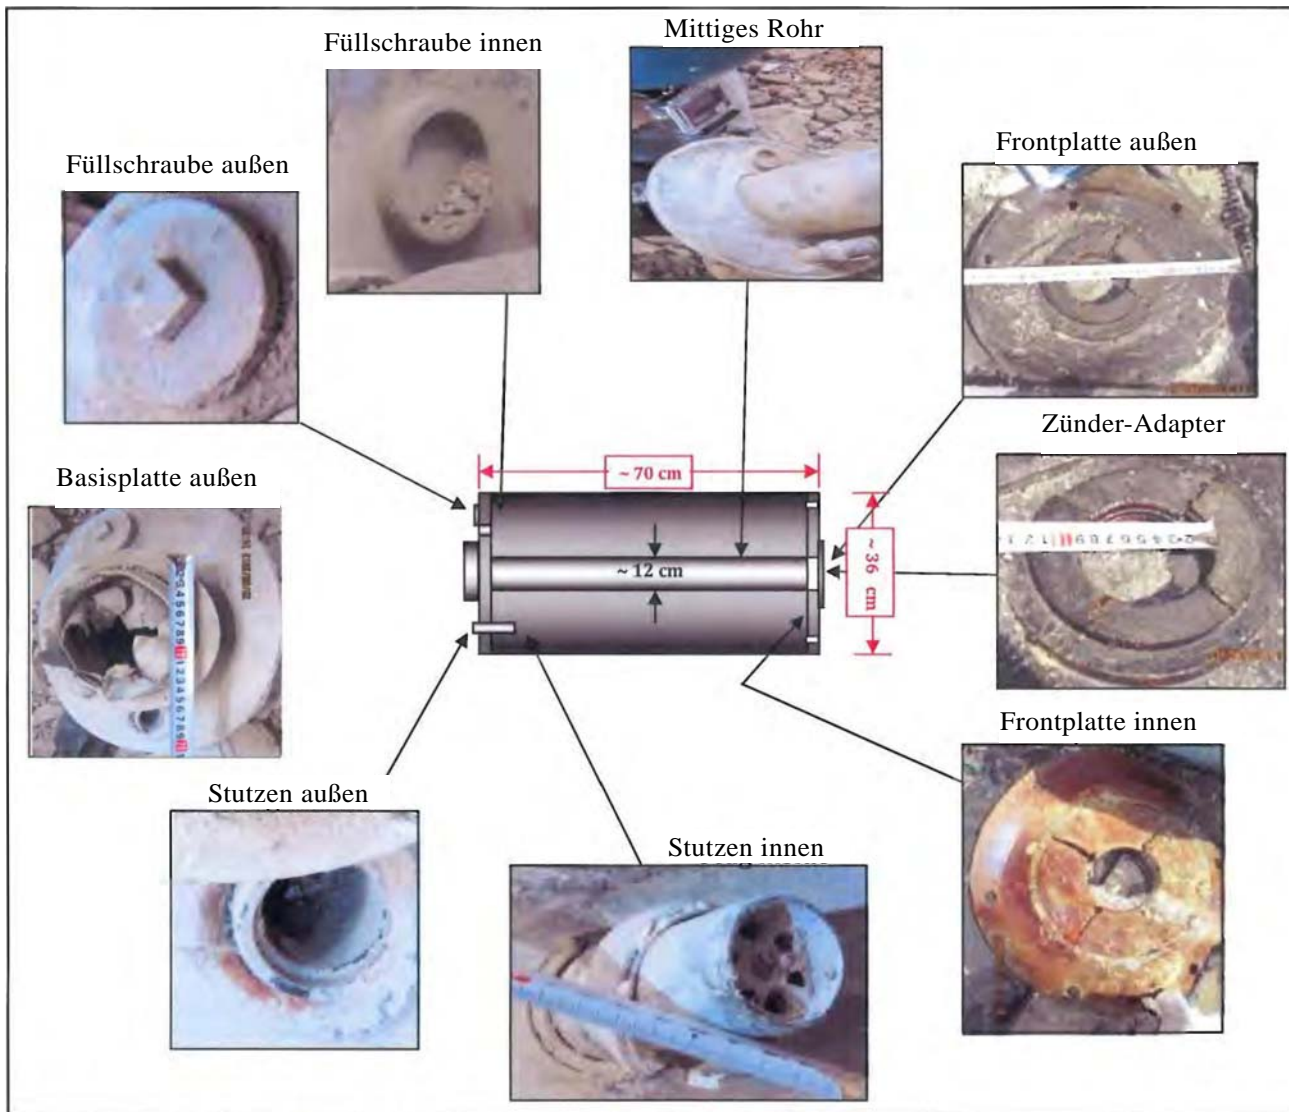 Füllschraube innen
Mittiges Rohr
Füllschraube außen
Frontplatte außen
Zünder-Adapter
Basisplatte außen
~ 70 cm
~ 12 cm
~ 36 cm
Stutzen außen
Stutzen innen
Frontplatte innen